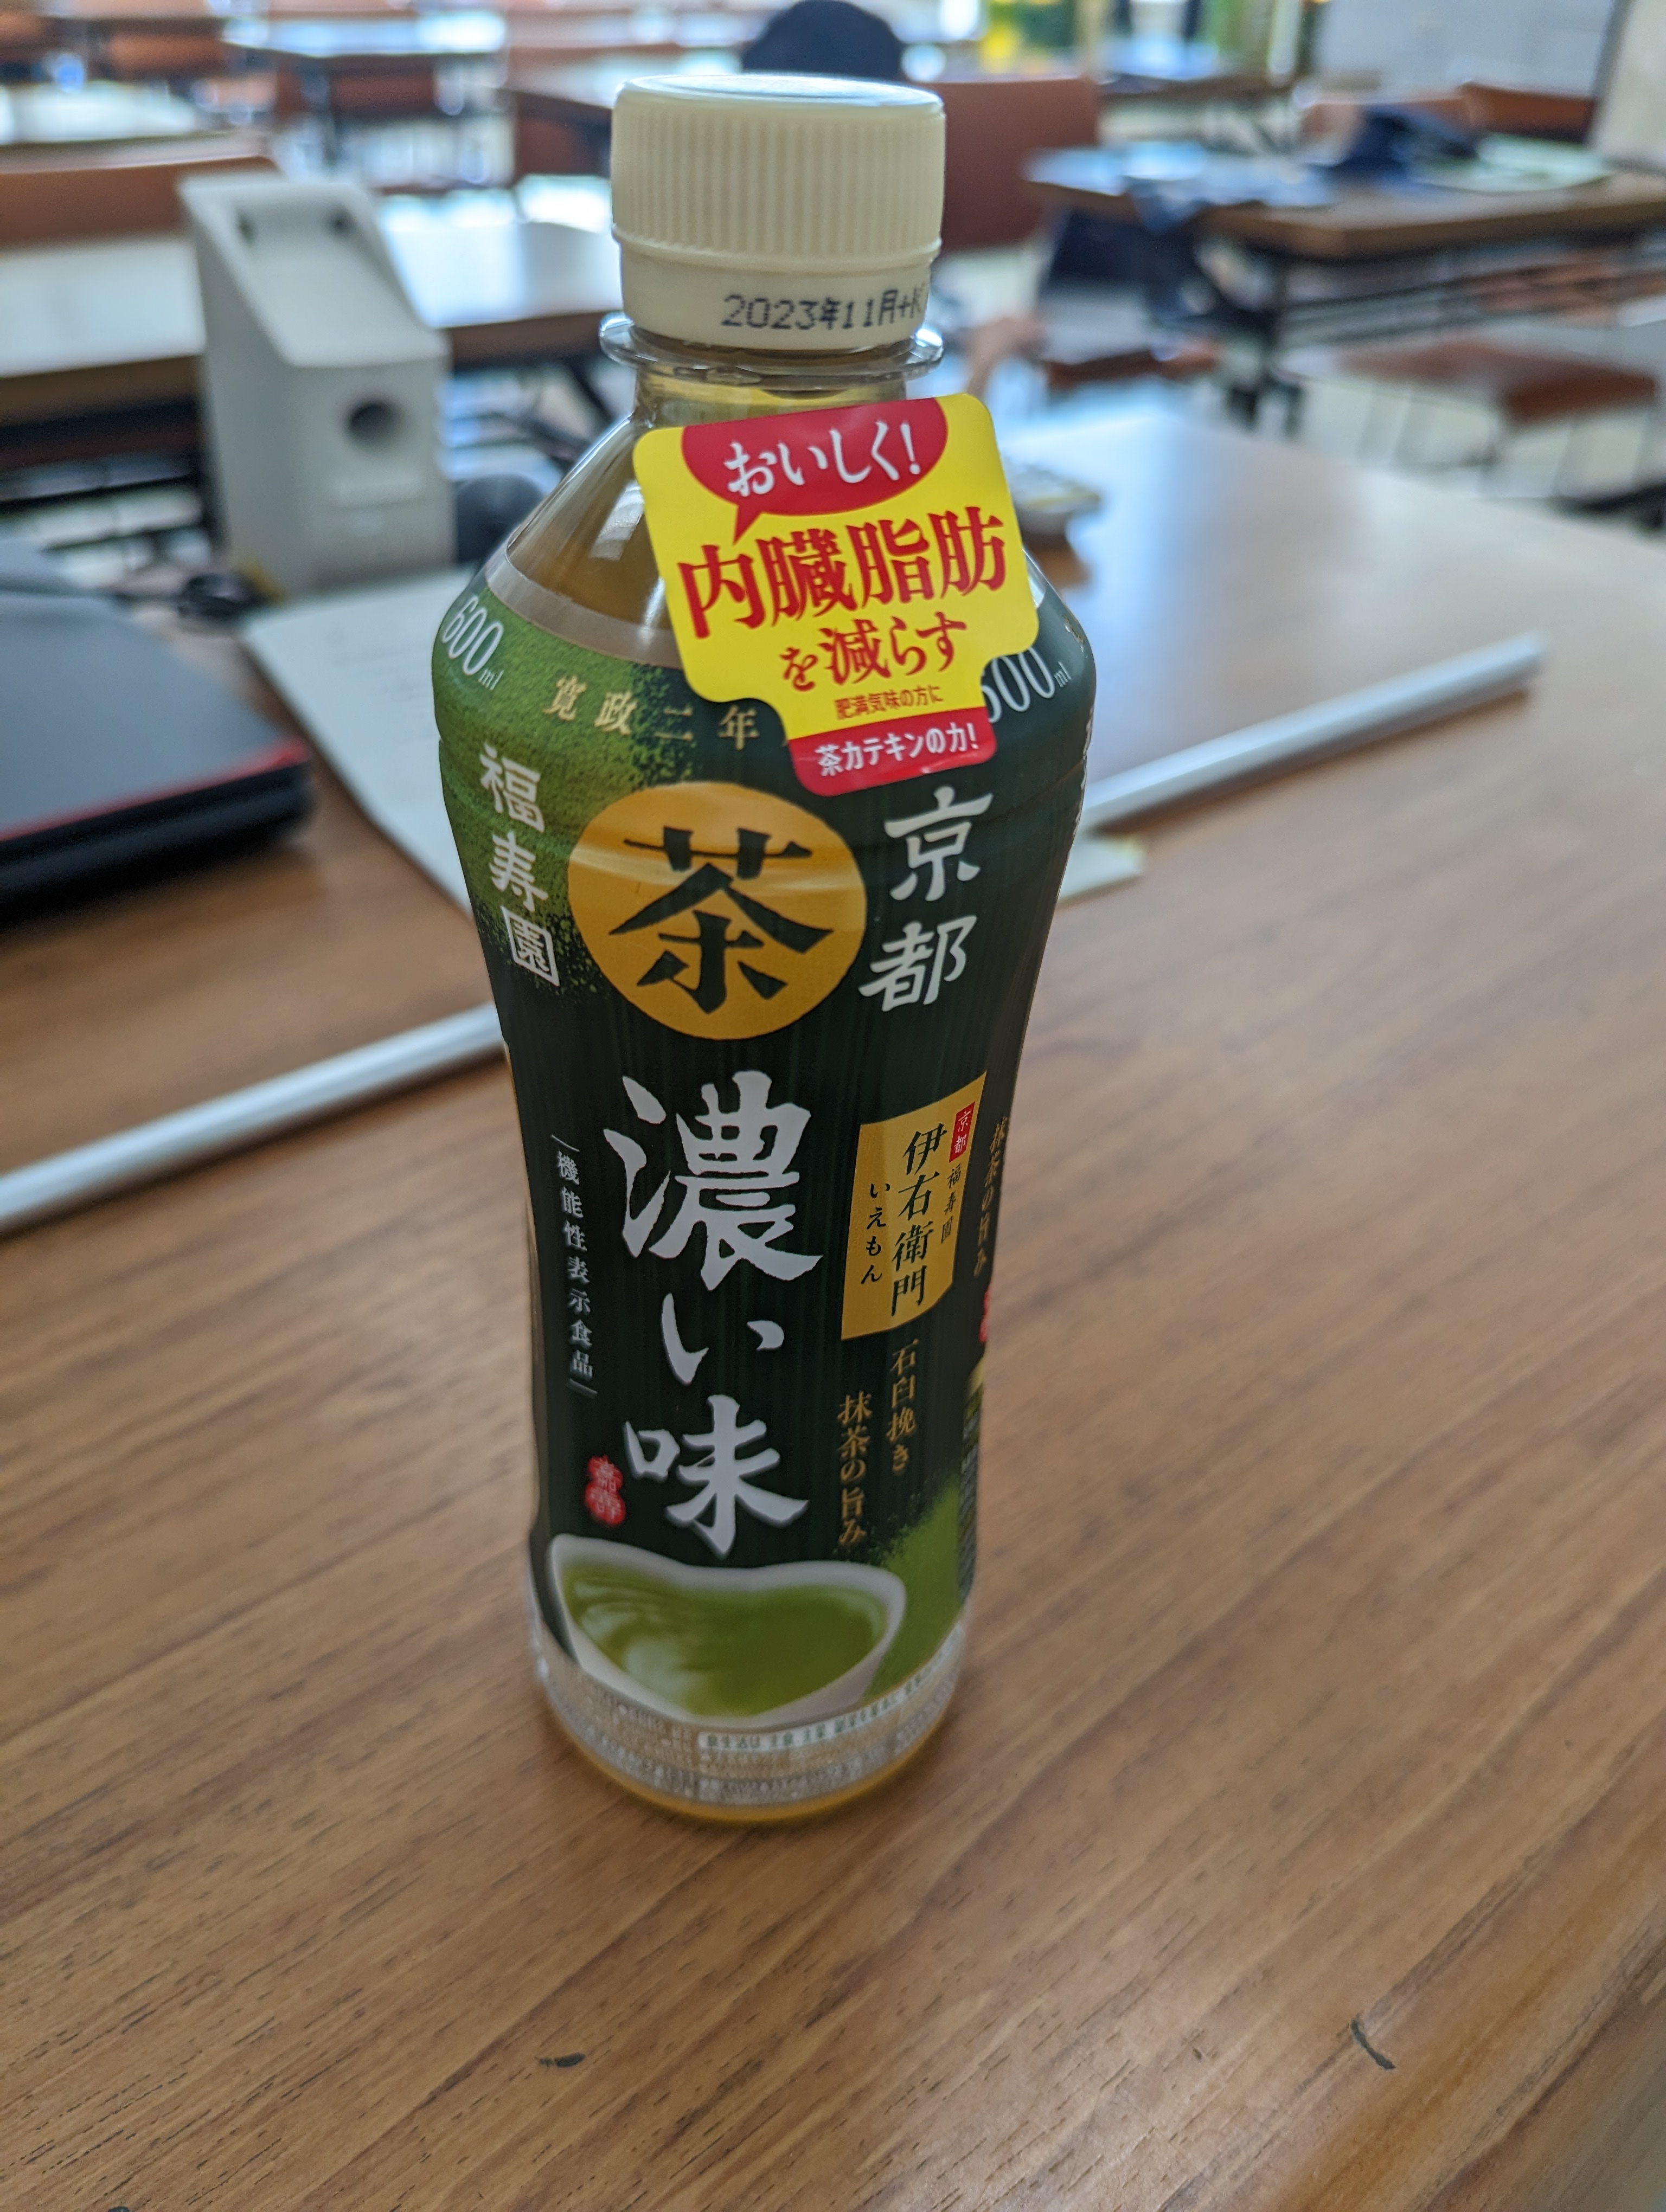 2023年11月+K
おいしく!
内臓脂肪
を減らす
肥満気味の方に
茶カテキンの力!
600ml
600ml
寛政二年
京都
茶
福寿園
濃い味
機能性表示食品
京都
福寿園
伊右衛門
いえもん
石臼挽き
抹茶の旨み
抹茶の旨み